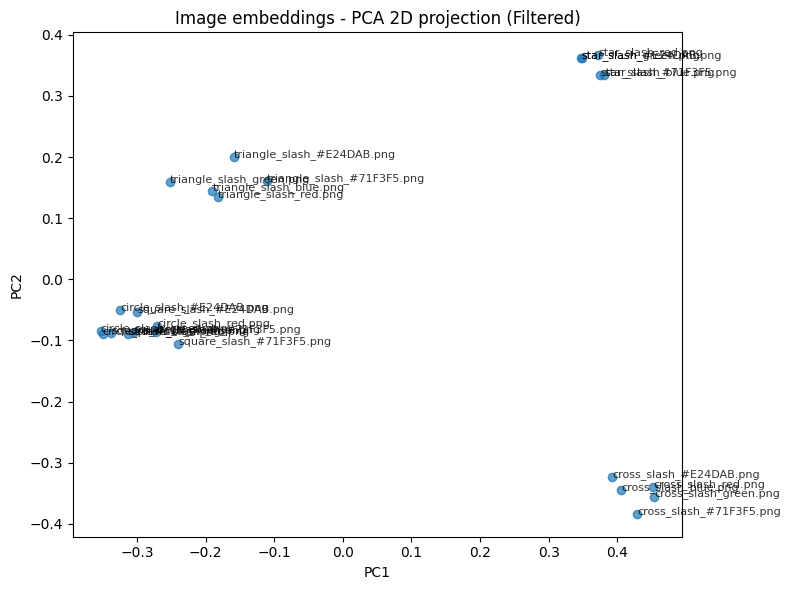 Image embeddings - PCA 2D projection (Filtered)
0.4
0.3
0.2
0.1
0.0
−0.1
−0.2
−0.3
−0.4
PC2
star_slash_red.png
star_slash_#71F3F5.png
triangle_slash_#E24DAB.png
triangle_slash_green.png
triangle_slash_#71F3F5.png
triangle_slash_blue.png
triangle_slash_red.png
circle_slash_#E24DAB.png
square_slash_#E24DAB.png
circle_slash_red.png
square_slash_#71F3F5.png
cross_slash_#E24DAB.png
cross_slash_red.png
cross_slash_blue.png
cross_slash_green.png
cross_slash_#71F3F5.png
−0.3 −0.2 −0.1 0.0 0.1 0.2 0.3 0.4
PC1